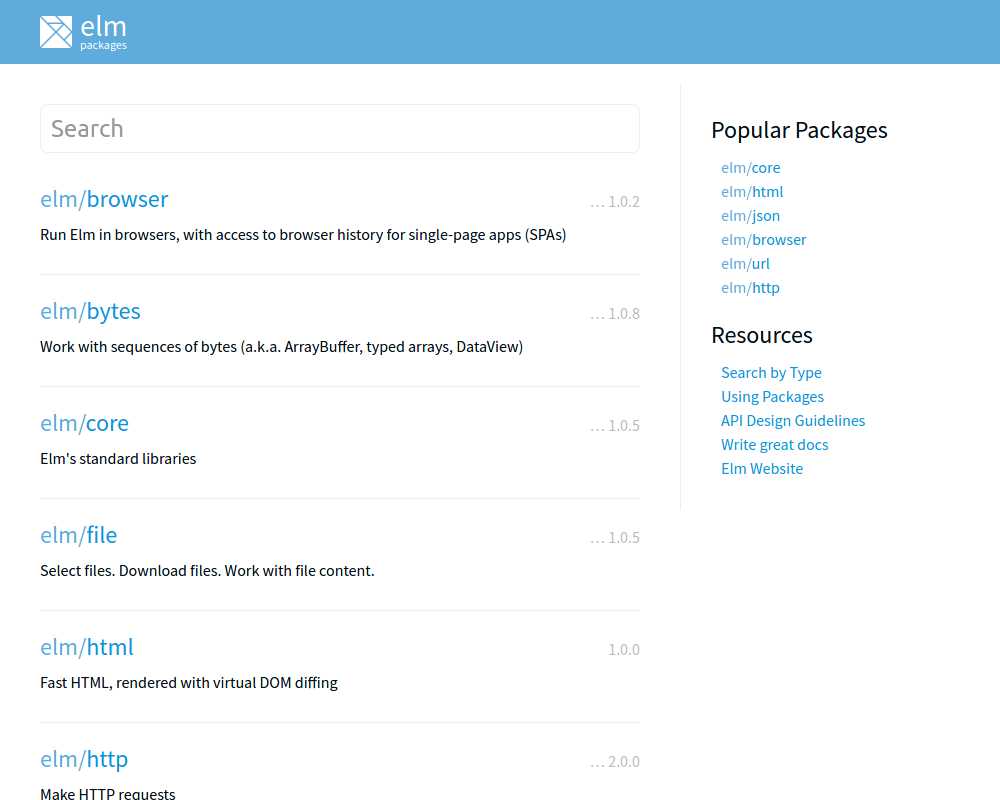 elm
packages
Search
elm/browser … 1.0.2
Run Elm in browsers, with access to browser history for single-page apps (SPAs)
elm/bytes … 1.0.8
Work with sequences of bytes (a.k.a. ArrayBuffer, typed arrays, DataView)
elm/core … 1.0.5
Elm's standard libraries
elm/file … 1.0.5
Select files. Download files. Work with file content.
elm/html 1.0.0
Fast HTML, rendered with virtual DOM diffing
elm/http … 2.0.0
Make HTTP requests
Popular Packages
elm/core
elm/html
elm/json
elm/browser
elm/url
elm/http
Resources
Search by Type
Using Packages
API Design Guidelines
Write great docs
Elm Website